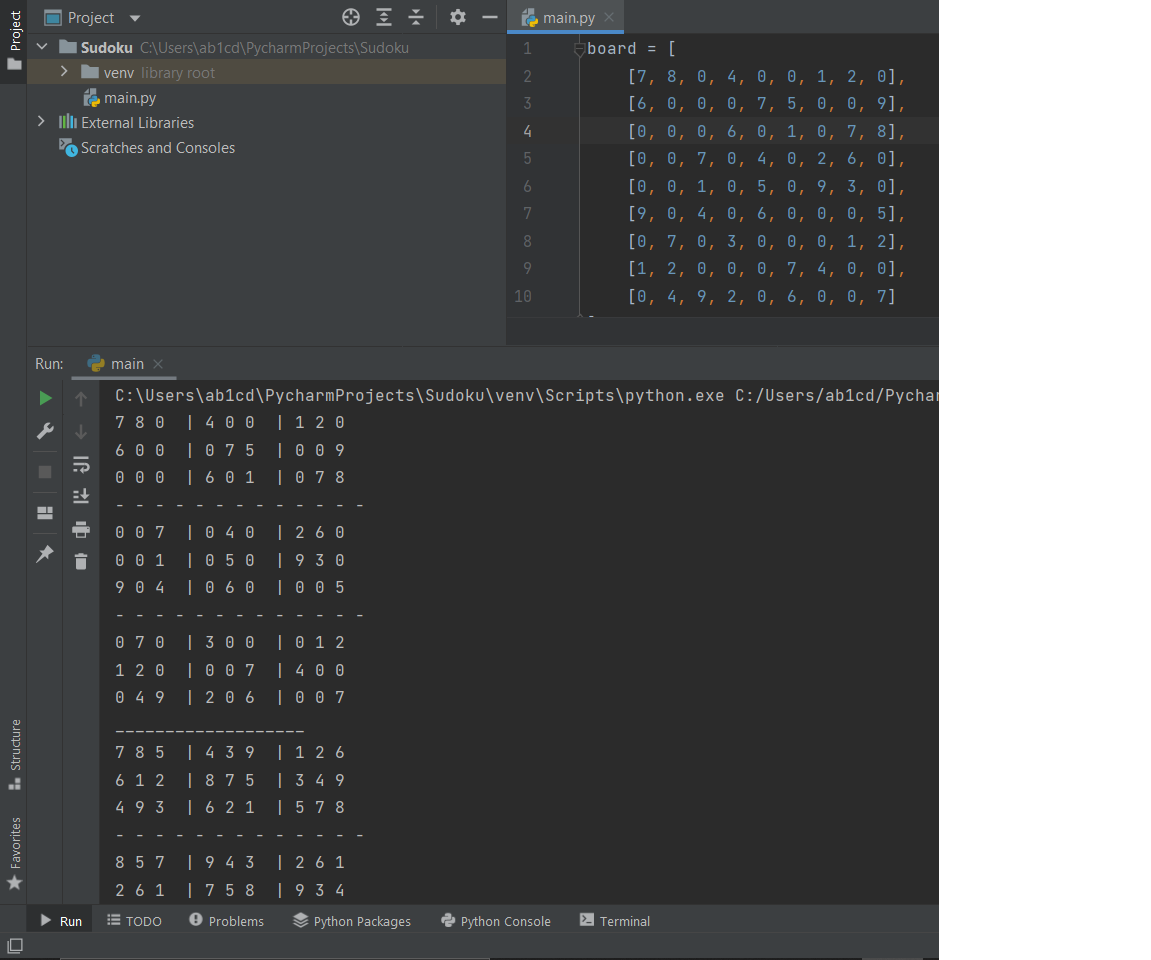 Project
Project
main.py
Sudoku C:\Users\ab1cd\PycharmProjects\Sudoku
venv library root
main.py
External Libraries
Scratches and Consoles
1 board = [
2 [7, 8, 0, 4, 0, 0, 1, 2, 0],
3 [6, 0, 0, 0, 7, 5, 0, 0, 9],
4 [0, 0, 0, 6, 0, 1, 0, 7, 8],
5 [0, 0, 7, 0, 4, 0, 2, 6, 0],
6 [0, 0, 1, 0, 5, 0, 9, 3, 0],
7 [9, 0, 4, 0, 6, 0, 0, 0, 5],
8 [0, 7, 0, 3, 0, 0, 0, 1, 2],
9 [1, 2, 0, 0, 0, 7, 4, 0, 0],
10 [0, 4, 9, 2, 0, 6, 0, 0, 7]
Run: main
C:\Users\ab1cd\PycharmProjects\Sudoku\venv\Scripts\python.exe C:/Users/ab1cd/Pychar
7 8 0 | 4 0 0 | 1 2 0
6 0 0 | 0 7 5 | 0 0 9
0 0 0 | 6 0 1 | 0 7 8
- - - - - - - - - - - - -
0 0 7 | 0 4 0 | 2 6 0
0 0 1 | 0 5 0 | 9 3 0
9 0 4 | 0 6 0 | 0 0 5
- - - - - - - - - - - - -
0 7 0 | 3 0 0 | 0 1 2
1 2 0 | 0 0 7 | 4 0 0
0 4 9 | 2 0 6 | 0 0 7
___________________
7 8 5 | 4 3 9 | 1 2 6
6 1 2 | 8 7 5 | 3 4 9
4 9 3 | 6 2 1 | 5 7 8
- - - - - - - - - - - - -
8 5 7 | 9 4 3 | 2 6 1
2 6 1 | 7 5 8 | 9 3 4
Structure
Favorites
Run TODO Problems Python Packages Python Console Terminal